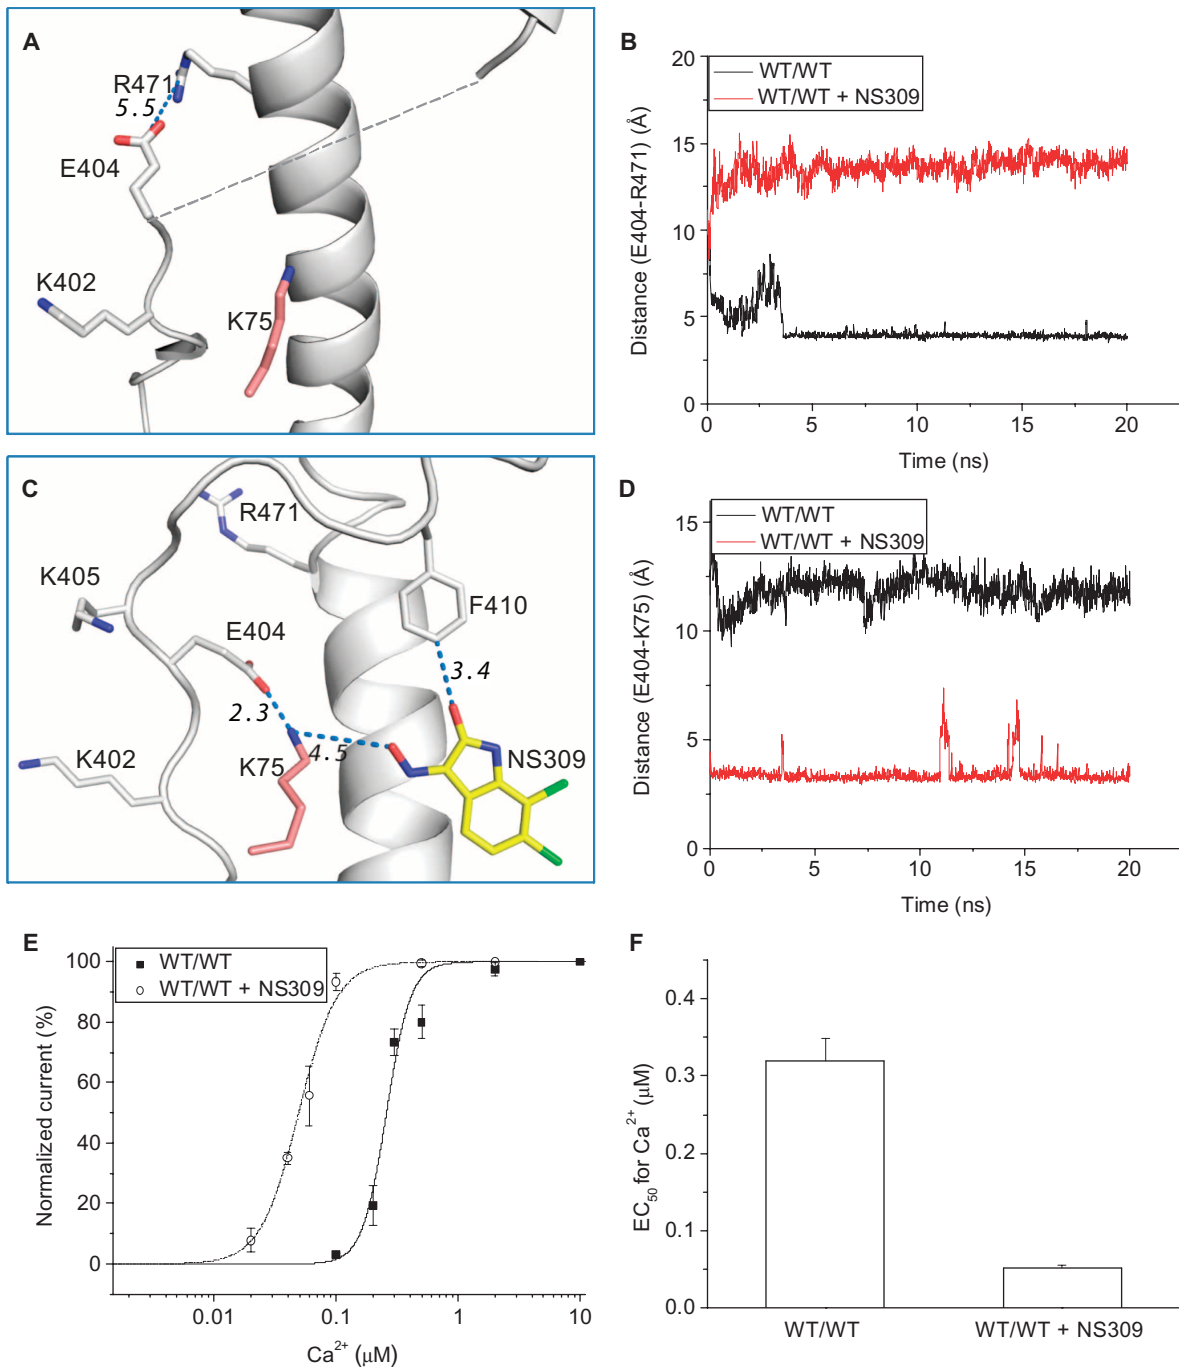 A
R471
5.5
E404
K402
K75
B
WT/WT
WT/WT + NS309
Distance (E404-R471) (Å)
20
15
10
5
0
0 5 10 15 20
Time (ns)
C
R471
K405
F410
E404
3.4
2.3
4.5
K75
NS309
K402
D
WT/WT
WT/WT + NS309
Distance (E404-K75) (Å)
15
10
5
0
0 5 10 15 20
Time (ns)
E
WT/WT
WT/WT + NS309
Normalized current (%)
100
80
60
40
20
0
0.01 0.1 1 10
Ca²⁺ (μM)
F
EC₅₀ for Ca²⁺ (μM)
0.4
0.3
0.2
0.1
0.0
WT/WT WT/WT + NS309